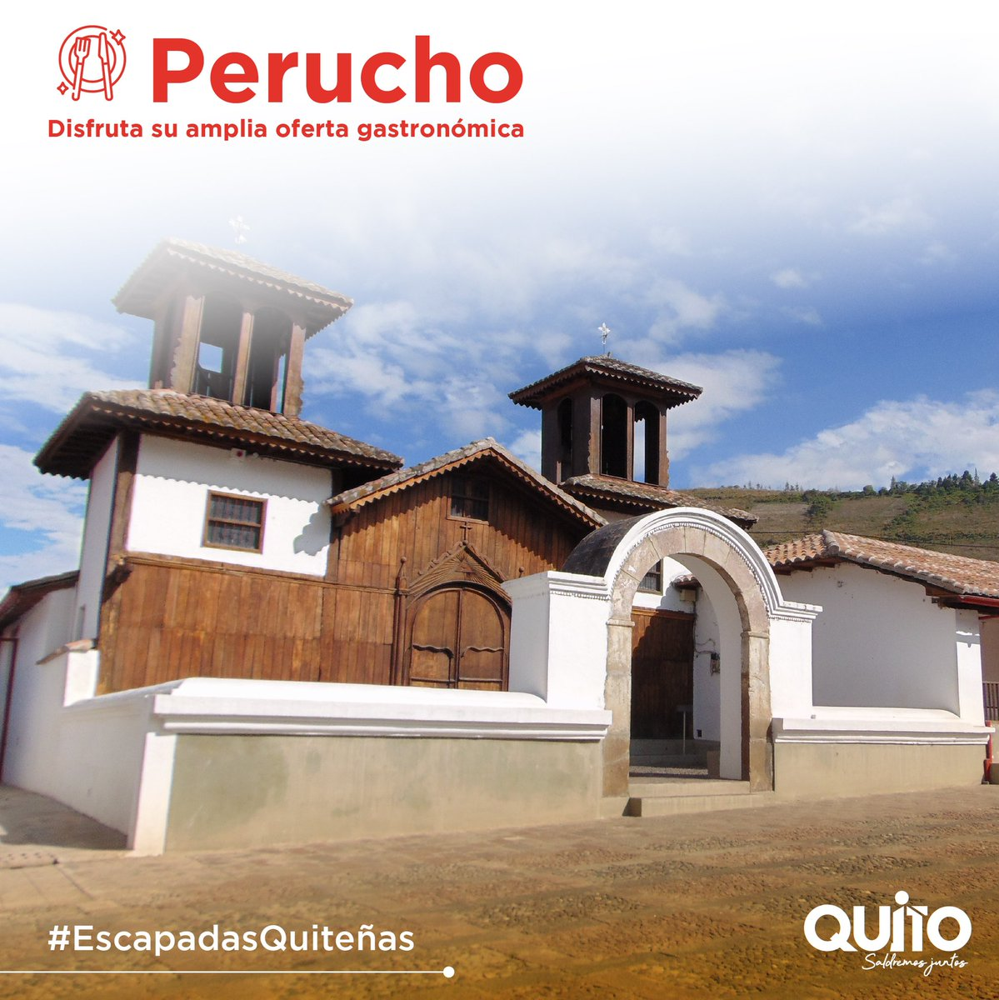 Perucho
Disfruta su amplia oferta gastronómica
#EscapadasQuiteñas
QUITO
Saldremos juntos